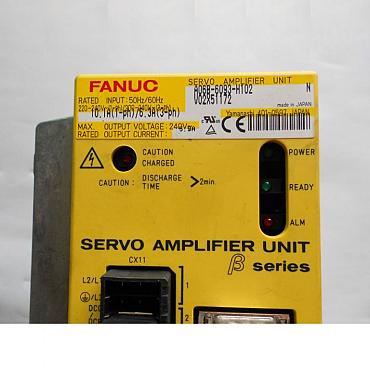 FANUC SERVO AMPLIFIER UNIT
A06B-6093-H102 N
V02X51172
RATED INPUT: 50Hz/60Hz
10.1A(1-ph)/6.3A(3-ph)
made in JAPAN
Yamanashi 401-0597 JAPAN
MAX. OUTPUT VOLTAGE: 240V~
RATED OUTPUT CURRENT:
CAUTION CHARGED
CAUTION : DISCHARGE TIME >2min.
POWER
READY
ALM
SERVO AMPLIFIER UNIT
β series
CX11
L2/L
1
2